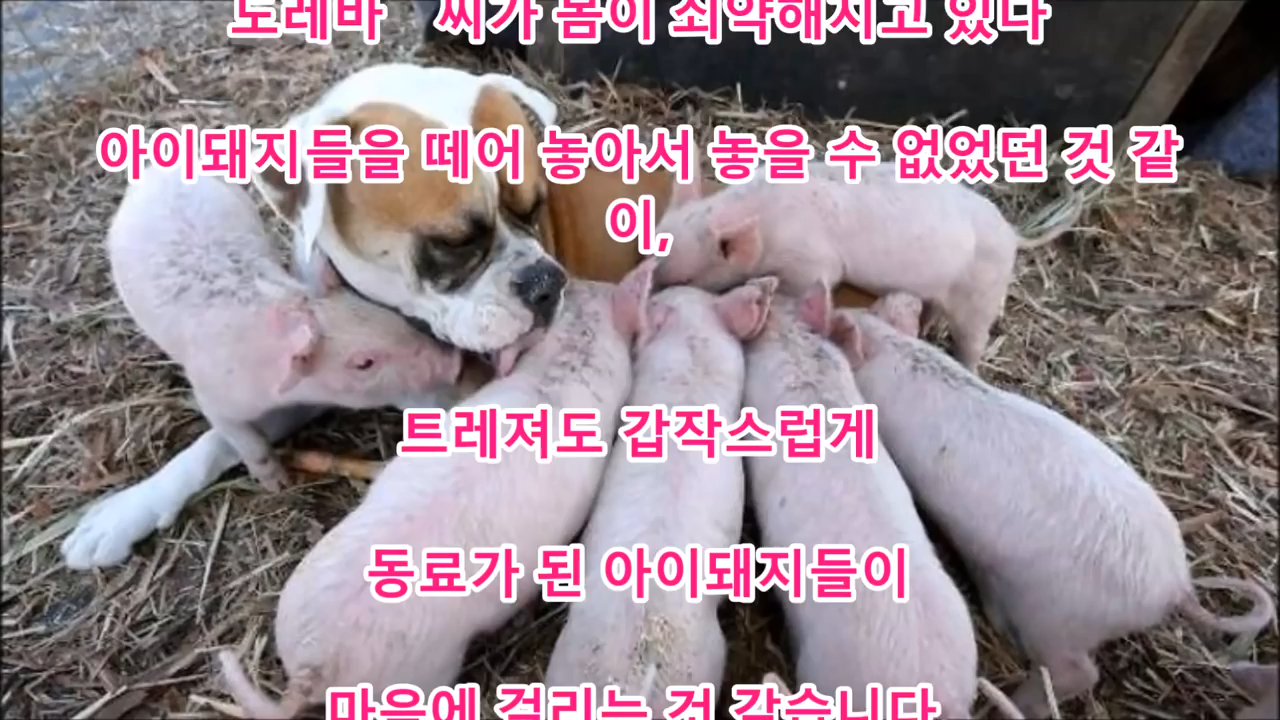 도레바 씨가 몸이 쇠약해지고 있다
아이돼지들을 떼어 놓아서 놓을 수 없었던 것 같
이,
트레져도 갑작스럽게
동료가 된 아이돼지들이
마음에 걸리는 것 같습니다